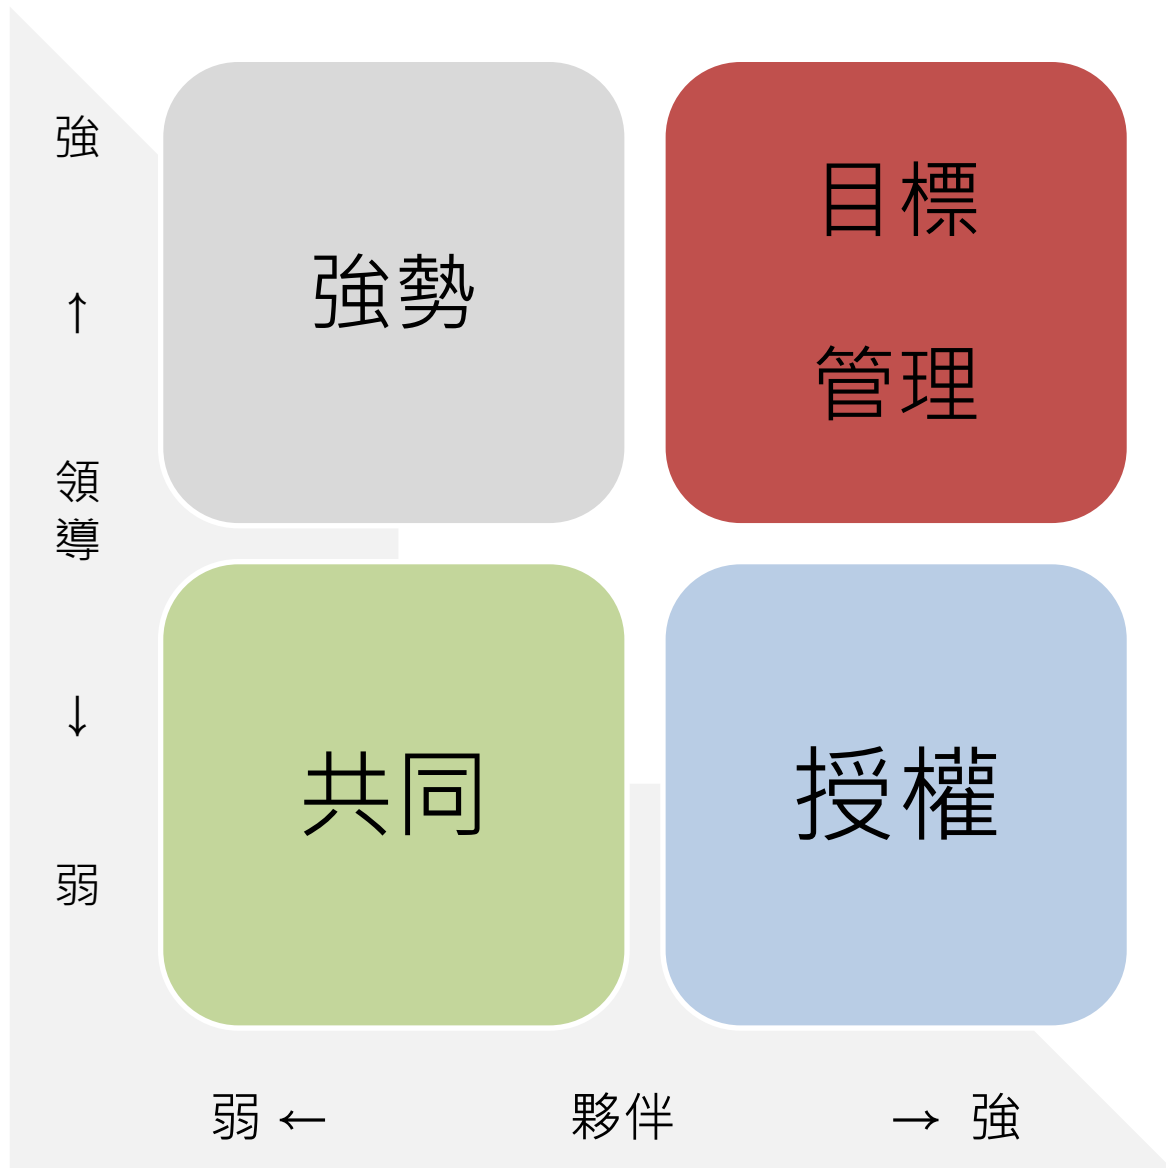 強
↑
領
導
↓
弱
強勢
目標
管理
共同
授權
弱 ←
夥伴
→ 強